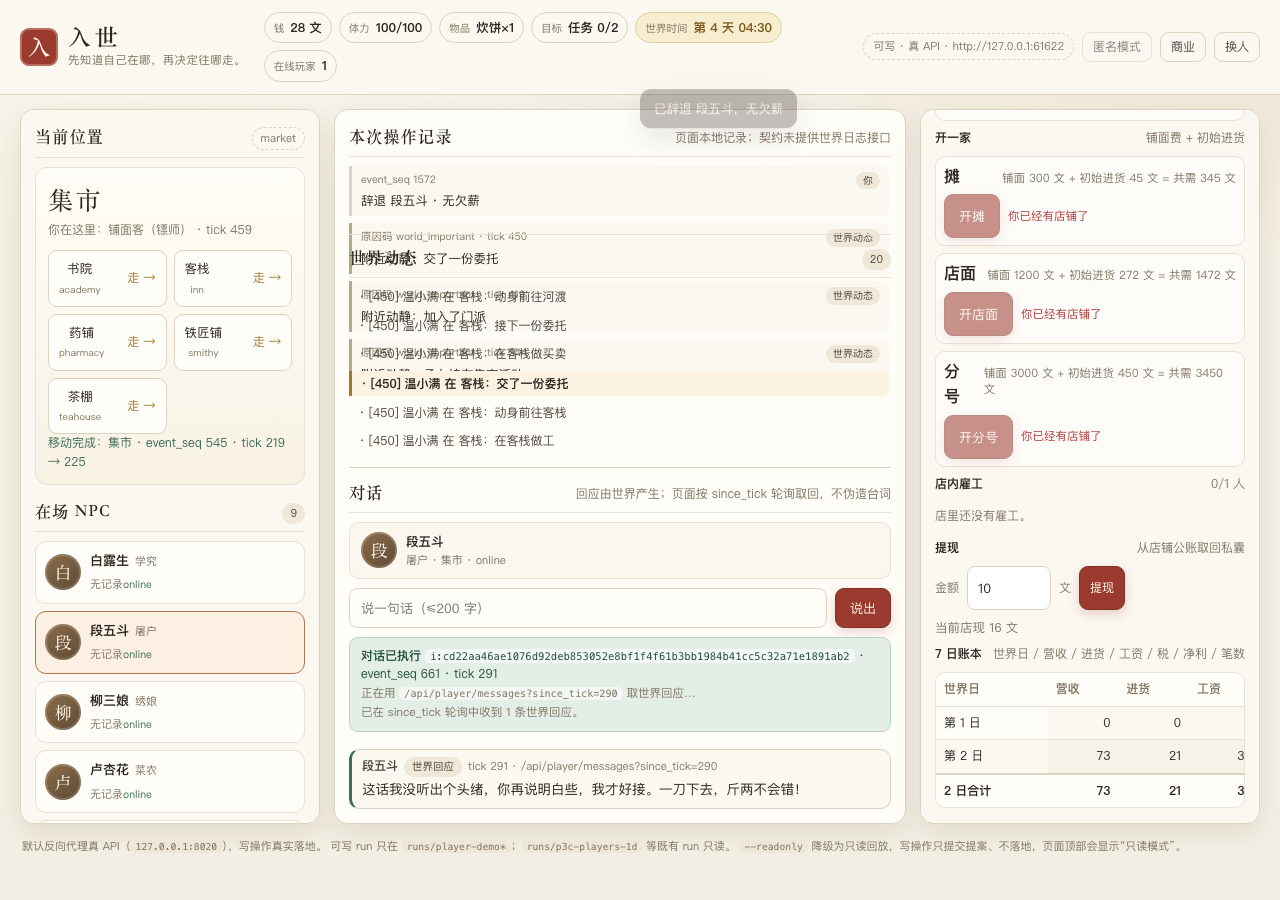 入
入世
先知道自己在哪，再决定往哪走。
钱 28 文
体力 100/100
物品 炊饼×1
目标 任务 0/2
世界时间 第 4 天 04:30
在线玩家 1
可写 · 真 API · http://127.0.0.1:61622
匿名模式
商业
换人
已辞退 段五斗，无欠薪
当前位置
market
集市
你在这里：铺面客（镖师） · tick 459
书院
academy
走 →
客栈
inn
走 →
药铺
pharmacy
走 →
铁匠铺
smithy
走 →
茶棚
teahouse
走 →
移动完成：集市 · event_seq 545 · tick 219
→ 225
在场 NPC
9
白
白露生 学究
无记录online
段
段五斗 屠户
无记录online
柳
柳三娘 绣娘
无记录online
卢
卢杏花 菜农
无记录online
本次操作记录
页面本地记录；契约未提供世界日志接口
event_seq 1572
你
辞退 段五斗 · 无欠薪
原因码 world_important · tick 450
世界动态
附近动静：交了一份委托
世界动态
20
世界动态
附近动静：加入了门派
· [450] 温小满 在 客栈：动身前往河渡
· [450] 温小满 在 客栈：接下一份委托
世界动态
· [450] 温小满 在 客栈：在客栈做买卖
· [450] 温小满 在 客栈：交了一份委托
· [450] 温小满 在 客栈：动身前往客栈
· [450] 温小满 在 客栈：在客栈做工
对话
回应由世界产生；页面按 since_tick 轮询取回，不伪造台词
段
段五斗
屠户 · 集市 · online
说一句话（≤200 字）
说出
对话已执行 i:cd22aa46ae1076d92deb853052e8bf1f4f61b3bb1984b41cc5c32a71e1891ab2 ·
event_seq 661 · tick 291
正在用 /api/player/messages?since_tick=290 取世界回应…
已在 since_tick 轮询中收到 1 条世界回应。
段五斗 世界回应 tick 291 · /api/player/messages?since_tick=290
这话我没听出个头绪，你再说明白些，我才好接。一刀下去，斤两不会错！
开一家
铺面费 + 初始进货
摊
铺面 300 文 + 初始进货 45 文 = 共需 345 文
开摊
你已经有店铺了
店面
铺面 1200 文 + 初始进货 272 文 = 共需 1472 文
开店面
你已经有店铺了
分号
铺面 3000 文 + 初始进货 450 文 = 共需 3450
文
开分号
你已经有店铺了
店内雇工
0/1 人
店里还没有雇工。
提现
从店铺公账取回私囊
金额 10 文 提现
当前店现 16 文
7 日账本
世界日 / 营收 / 进货 / 工资 / 税 / 净利 / 笔数
世界日 营收 进货 工资
第 1 日 0 0
第 2 日 73 21 3
2 日合计 73 21 3
默认反向代理真 API（ 127.0.0.1:8020 ），写操作真实落地。 可写 run 只在 runs/player-demo* ； runs/p3c-players-1d 等既有 run 只读。 --readonly 降级为只读回放，写操作只提交提案、不落地，页面顶部会显示“只读模式”。